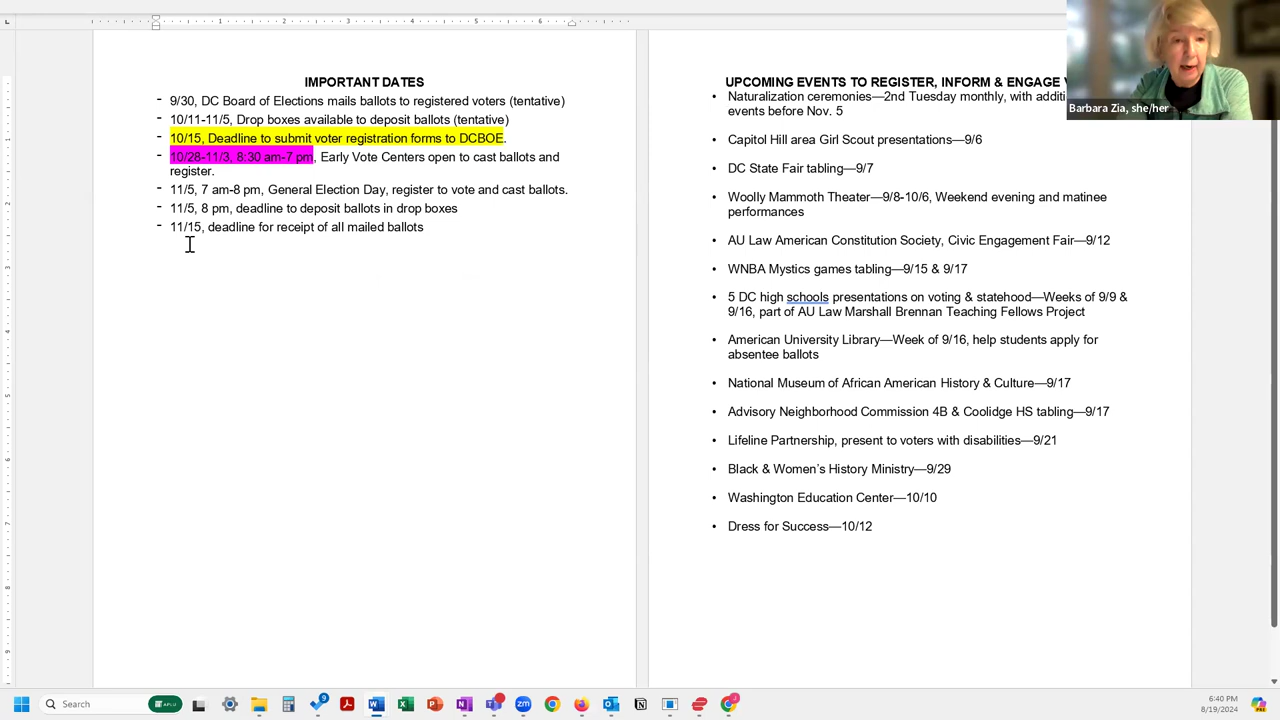 1 2 3 4 5 6
IMPORTANT DATES
- 9/30, DC Board of Elections mails ballots to registered voters (tentative)
- 10/11-11/5, Drop boxes available to deposit ballots (tentative)
- 10/15, Deadline to submit voter registration forms to DCBOE.
- 10/28-11/3, 8:30 am-7 pm, Early Vote Centers open to cast ballots and
register.
- 11/5, 7 am-8 pm, General Election Day, register to vote and cast ballots.
- 11/5, 8 pm, deadline to deposit ballots in drop boxes
- 11/15, deadline for receipt of all mailed ballots
UPCOMING EVENTS TO REGISTER, INFORM & ENGAGE
• Naturalization ceremonies—2nd Tuesday monthly, with additi
events before Nov. 5
• Capitol Hill area Girl Scout presentations—9/6
• DC State Fair tabling—9/7
• Woolly Mammoth Theater—9/8-10/6, Weekend evening and matinee
performances
• AU Law American Constitution Society, Civic Engagement Fair—9/12
• WNBA Mystics games tabling—9/15 & 9/17
• 5 DC high schools presentations on voting & statehood—Weeks of 9/9 &
9/16, part of AU Law Marshall Brennan Teaching Fellows Project
• American University Library—Week of 9/16, help students apply for
absentee ballots
• National Museum of African American History & Culture—9/17
• Advisory Neighborhood Commission 4B & Coolidge HS tabling—9/17
• Lifeline Partnership, present to voters with disabilities—9/21
• Black & Women's History Ministry—9/29
• Washington Education Center—10/10
• Dress for Success—10/12
Barbara Zia, she/her
Search
6:40 PM
8/19/2024